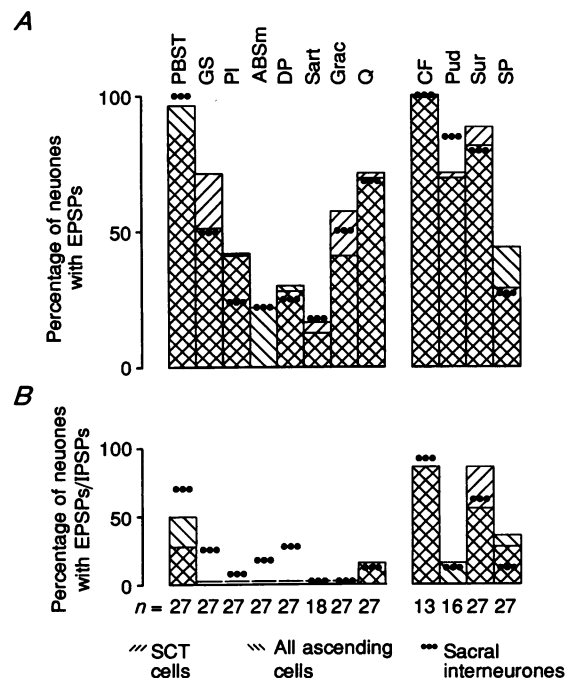 A
PBST GS Pl ABSm DP Sart Grac Q CF Pud Sur SP
100
50
0
Percentage of neuones
with EPSPs
B
100
50
0
Percentage of neuones
with EPSPs/IPSPs
n = 27 27 27 27 27 18 27 27 13 16 27 27
SCT cells
All ascending cells
Sacral interneurones